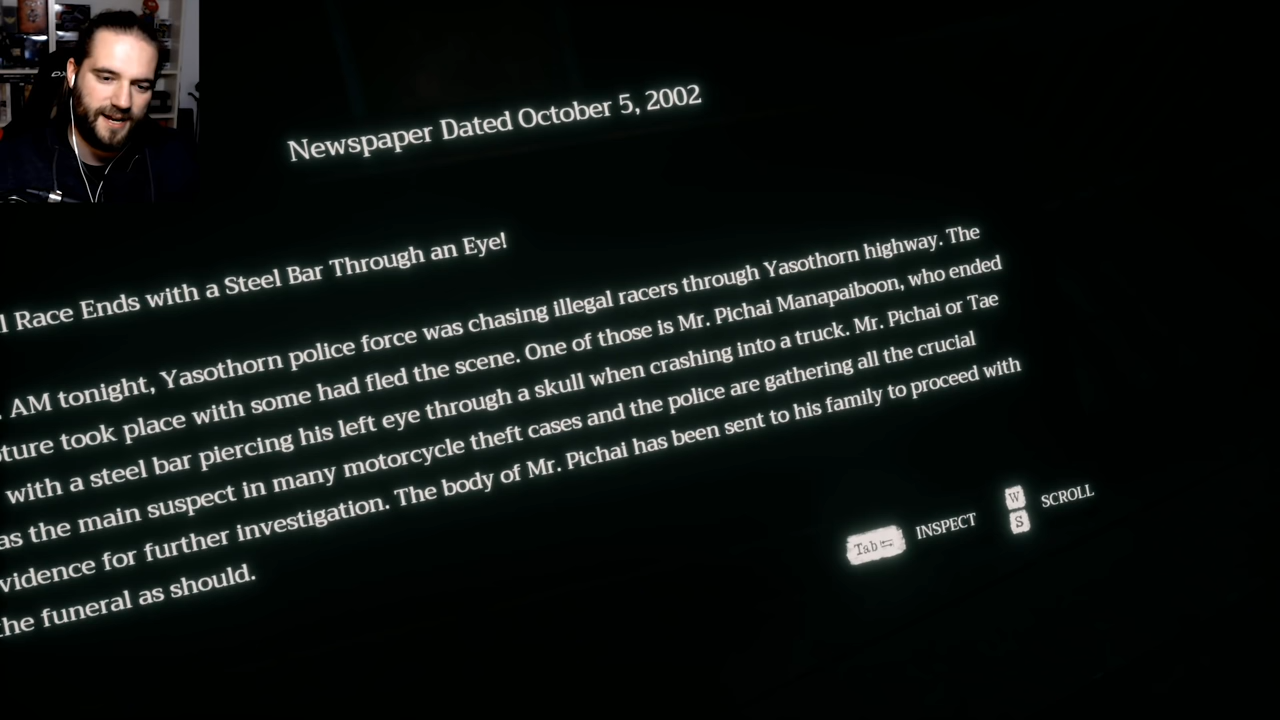 Newspaper Dated October 5, 2002
Race Ends with a Steel Bar Through an Eye!
AM tonight, Yasothorn police force was chasing illegal racers through Yasothorn highway. The
took place with some had fled the scene. One of those is Mr. Pichai Manapaiboon, who ended
with a steel bar piercing his left eye through a skull when crashing into a truck. Mr. Pichai or Tae
as the main suspect in many motorcycle theft cases and the police are gathering all the crucial
vidence for further investigation. The body of Mr. Pichai has been sent to his family to proceed with
the funeral as should.
Tab INSPECT
W
S SCROLL